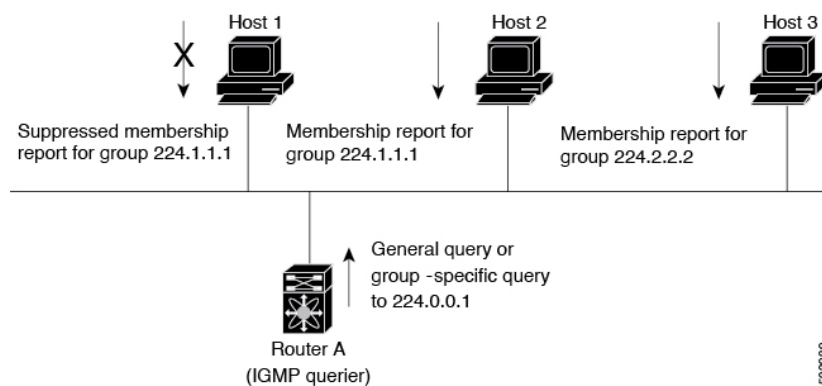 Host 1
Host 2
Host 3
X
Suppressed membership
report for group 224.1.1.1
Membership report for
group 224.1.1.1
Membership report for
group 224.2.2.2
General query or
group -specific query
to 224.0.0.1
Router A
(IGMP querier)